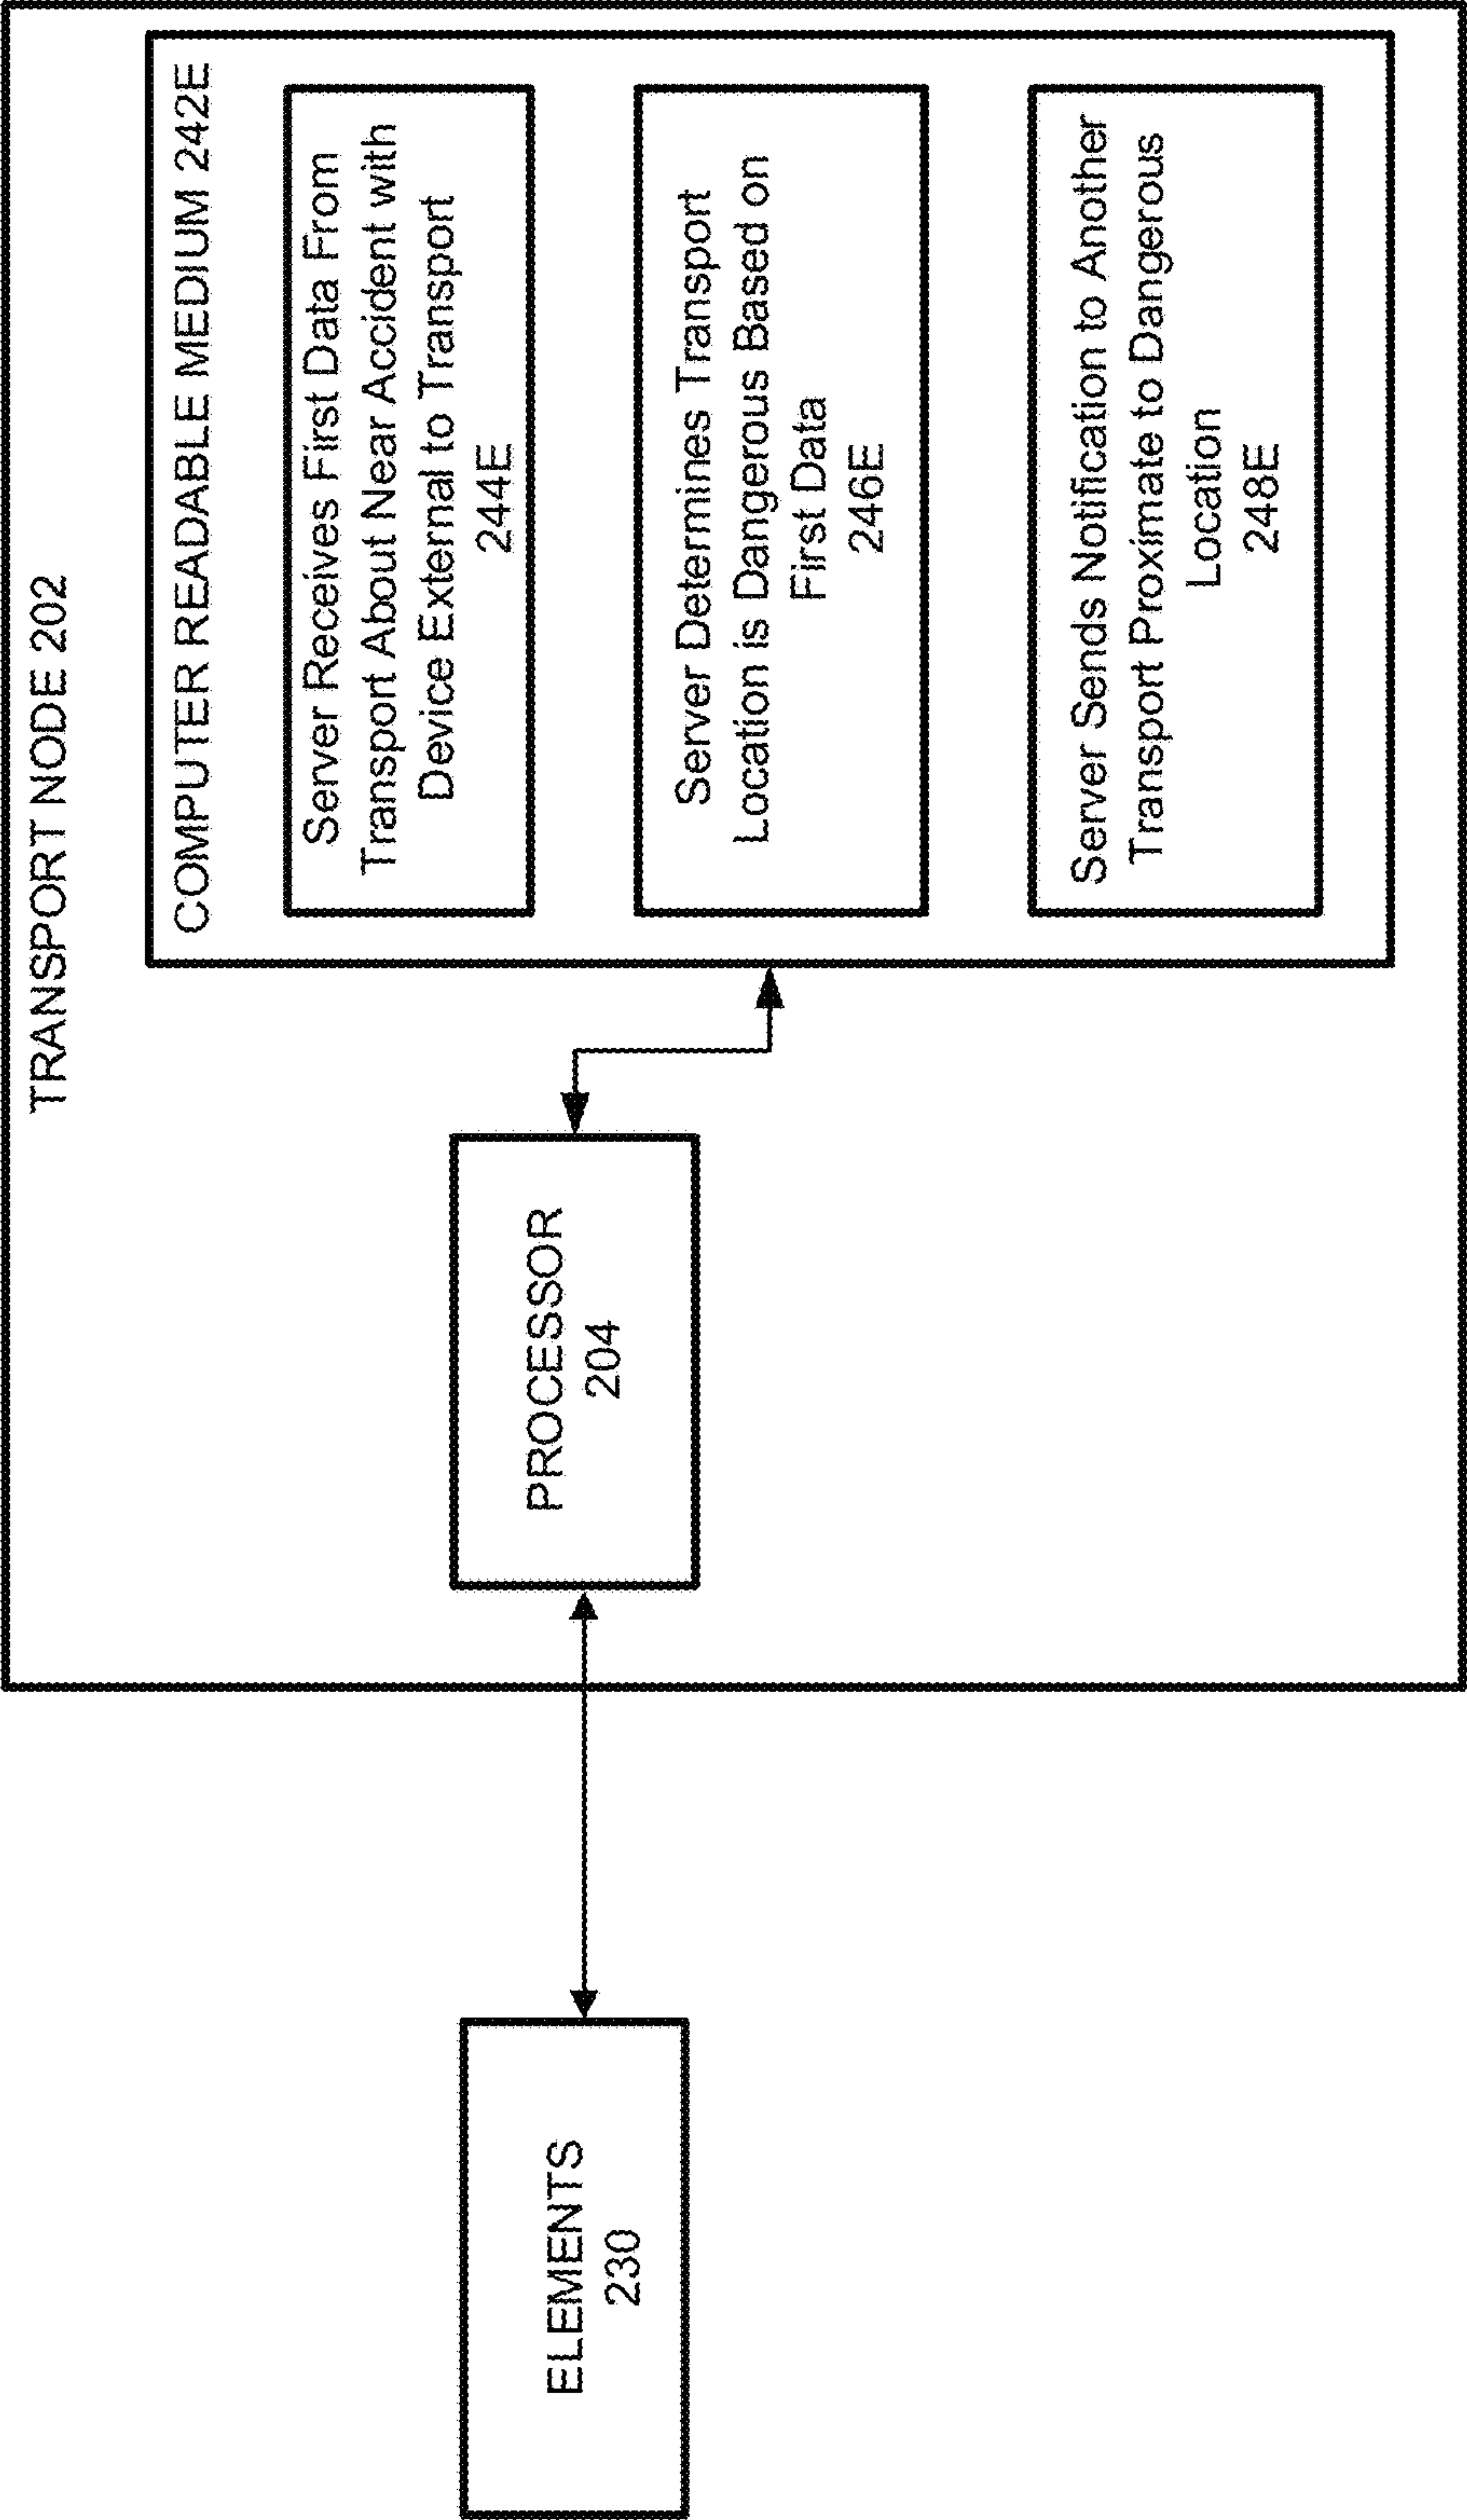 TRANSPORT NODE 202
COMPUTER READABLE MEDIUM 242E
Server Receives First Data From
Transport About Near Accident with
Device External to Transport
244E
Server Determines Transport
Location is Dangerous Based on
First Data
246E
Server Sends Notification to Another
Transport Proximate to Dangerous
Location
248E
PROCESSOR
204
ELEMENTS
230